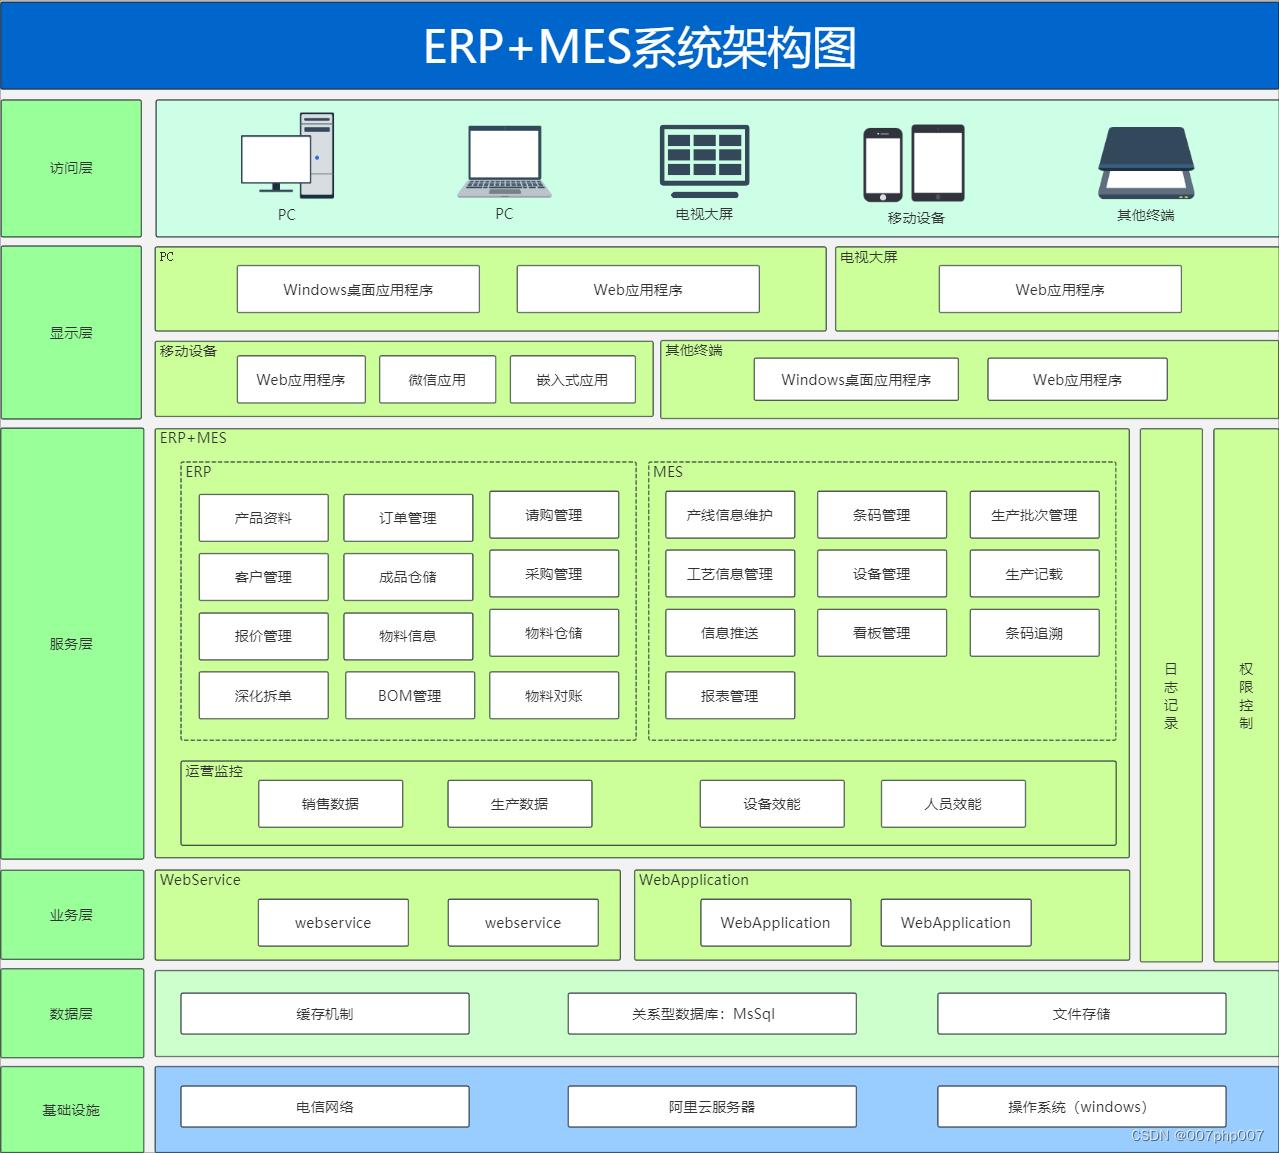 ERP+MES系统架构图
访问层
PC
PC
电视大屏
移动设备
其他终端
显示层
PC
Windows桌面应用程序
Web应用程序
电视大屏
Web应用程序
移动设备
Web应用程序
微信应用
嵌入式应用
其他终端
Windows桌面应用程序
Web应用程序
服务层
ERP+MES
ERP
产品资料
订单管理
请购管理
客户管理
成品仓储
采购管理
报价管理
物料信息
物料仓储
深化拆单
BOM管理
物料对账
MES
产线信息维护
条码管理
生产批次管理
工艺信息管理
设备管理
生产记载
信息推送
看板管理
条码追溯
报表管理
运营监控
销售数据
生产数据
设备效能
人员效能
日志记录
权限控制
业务层
WebService
webservice
webservice
WebApplication
WebApplication
WebApplication
数据层
缓存机制
关系型数据库：MsSql
文件存储
基础设施
电信网络
阿里云服务器
操作系统（windows）
CSDN @007php007